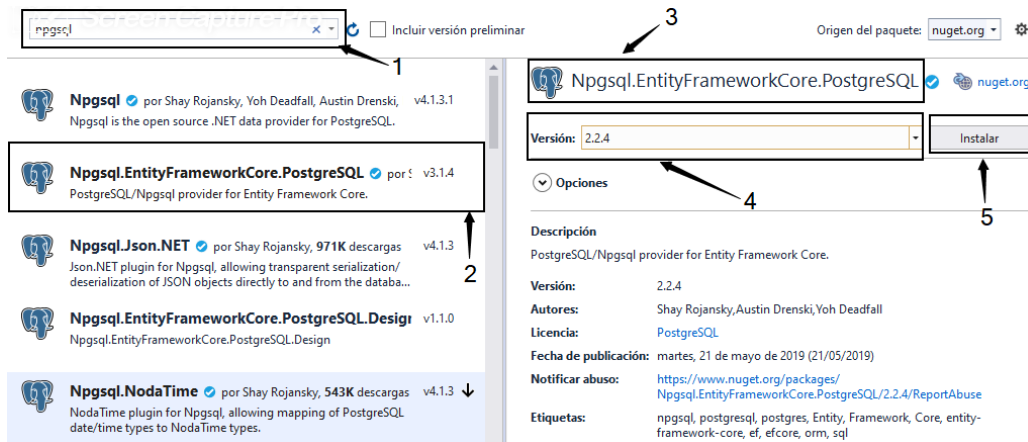 Screen Capture Pro
npgsql
Incluir versión preliminar
Origen del paquete: nuget.org
1
3
Npgsql por Shay Rojansky, Yoh Deadfall, Austin Drenski, v4.1.3.1
Npgsql is the open source .NET data provider for PostgreSQL.
Npgsql.EntityFrameworkCore.PostgreSQL por S v3.1.4
PostgreSQL/Npgsql provider for Entity Framework Core.
2
Npgsql.Json.NET por Shay Rojansky, 971K descargas v4.1.3
Json.NET plugin for Npgsql, allowing transparent serialization/
deserialization of JSON objects directly to and from the databa...
Npgsql.EntityFrameworkCore.PostgreSQL.Design v1.1.0
Npgsql.EntityFrameworkCore.PostgreSQL.Design
Npgsql.NodaTime por Shay Rojansky, 543K descargas v4.1.3
NodaTime plugin for Npgsql, allowing mapping of PostgreSQL
date/time types to NodaTime types.
Npgsql.EntityFrameworkCore.PostgreSQL nuget.org
Versión: 2.2.4 Instalar
4
5
Opciones
Descripción
PostgreSQL/Npgsql provider for Entity Framework Core.
Versión: 2.2.4
Autores: Shay Rojansky,Austin Drenski,Yoh Deadfall
Licencia: PostgreSQL
Fecha de publicación: martes, 21 de mayo de 2019 (21/05/2019)
Notificar abuso: https://www.nuget.org/packages/
Npgsql.EntityFrameworkCore.PostgreSQL/2.2.4/ReportAbuse
Etiquetas: npgsql, postgresql, postgres, Entity, Framework, Core, entity-
framework-core, ef, efcore, orm, sql